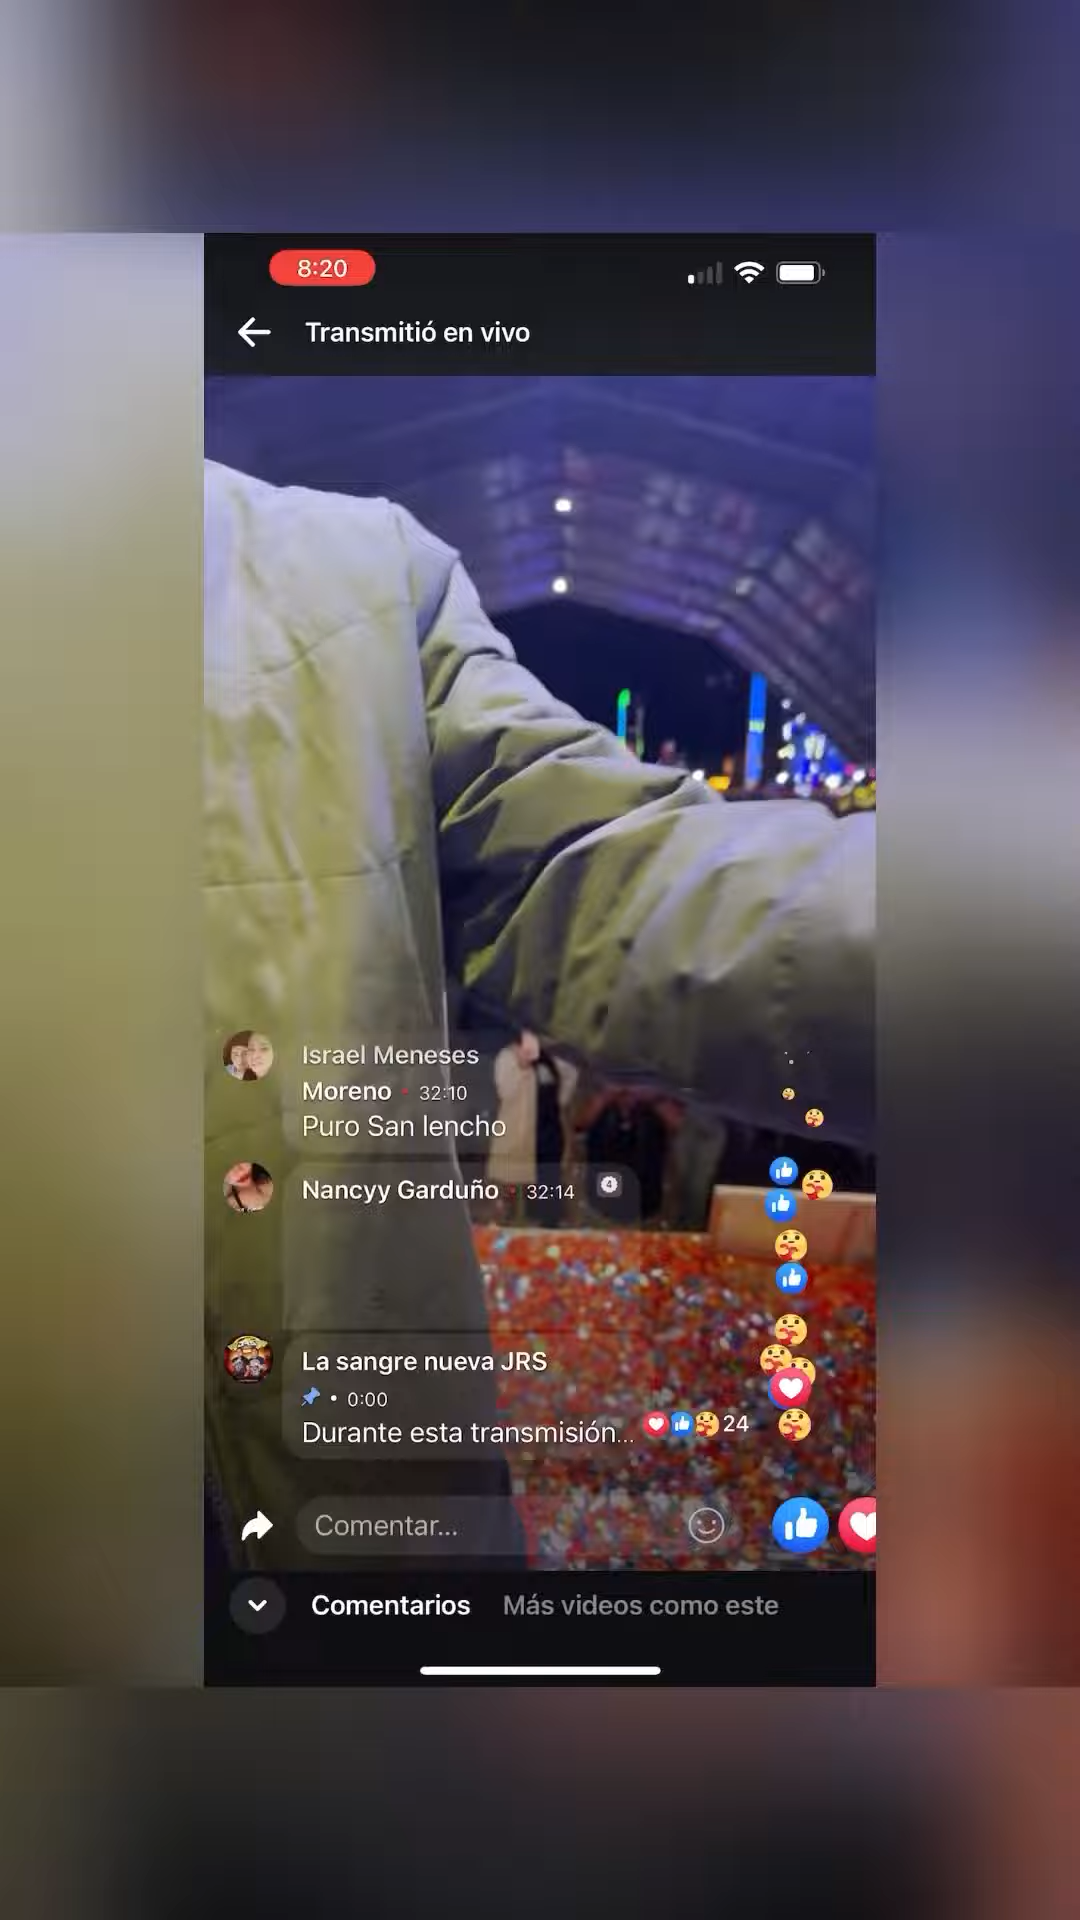 8:20
Transmitió en vivo
Israel Meneses
Moreno • 32:10
Puro San lencho
Nancyy Garduño • 32:14
4
La sangre nueva JRS
• 0:00
Durante esta transmisión...
24
Comentar...
Comentarios
Más videos como este